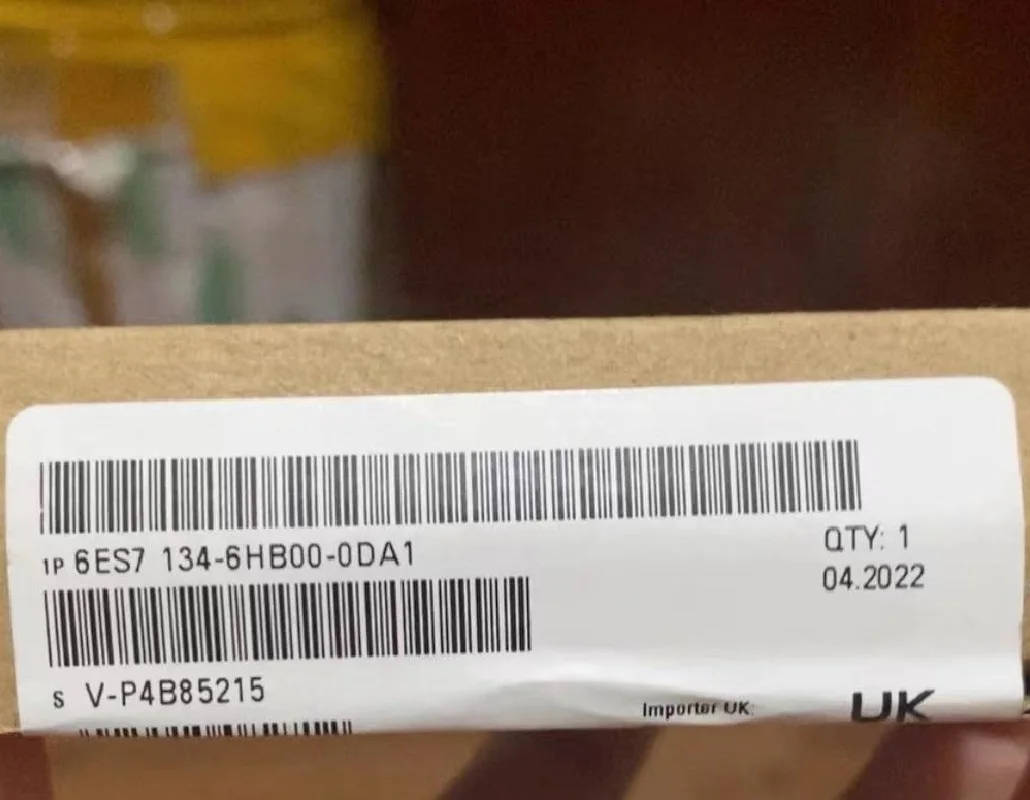 1P 6ES7 134-6HB00-0DA1
QTY: 1
04.2022
S V-P4B85215
Importer UK:
UK